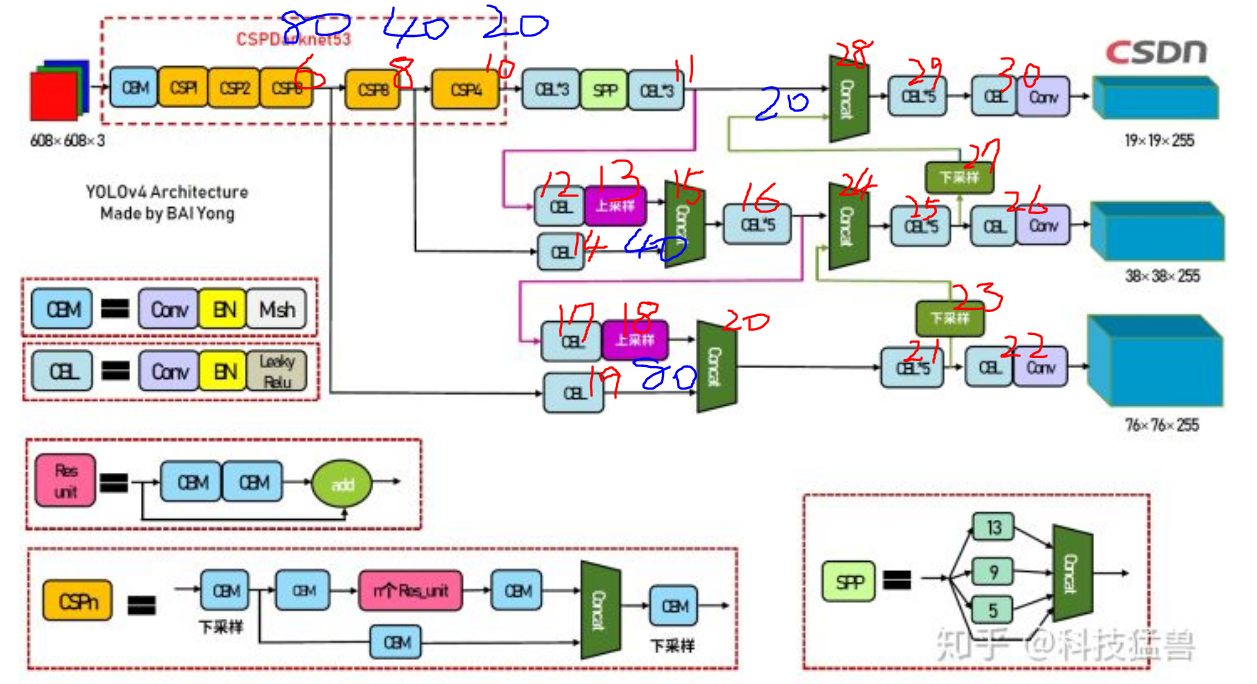 80 40 20
CSPDarknet53
CSDN
6 8 10 11 28 29 30
CBM CSP1 CSP2 CSP8 CSP4 CBL*3 SPP CBL*3 Concat CBL*5 CBL Conv
20
608×608×3
19×19×255
27
下采样
YOLOv4 Architecture
Made by BAI Yong
12 13 15 16 24 25 26
CBL 上采样 Concat CBL*5 Concat CBL*5 CBL Conv
CBL 14 40
38×38×255
CBM Conv BN Mish
23
下采样
17 18 20
CBL 上采样 Concat
21 22
CBL*5 CBL Conv
CBL Conv BN Leaky
Relu
CBL 19 80
76×76×255
Res
unit
CBM CBM add
13
SPP 9 Concat
5
CSPn CBM CBM n个Res_unit CBM Concat CBM
下采样
CBM
下采样
知乎 @科技猛兽